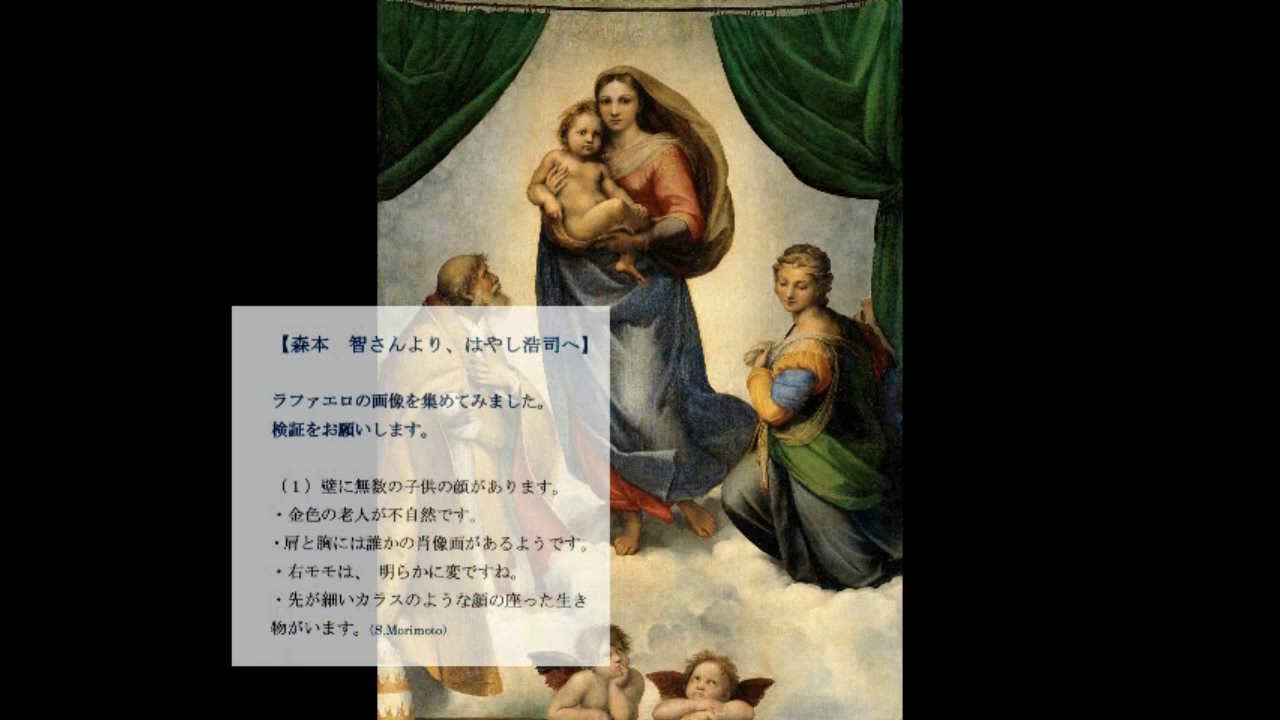 【森本　智さんより、はやし浩司へ】
ラファエロの画像を集めてみました。
検証をお願いします。
（１）壁に無数の子供の顔があります。
・金色の老人が不自然です。
・肩と胸には誰かの肖像画があるようです。
・右モモは、 明らかに変ですね。
・先が細いカラスのような顔の座った生き
物がいます。(S.Morimoto)